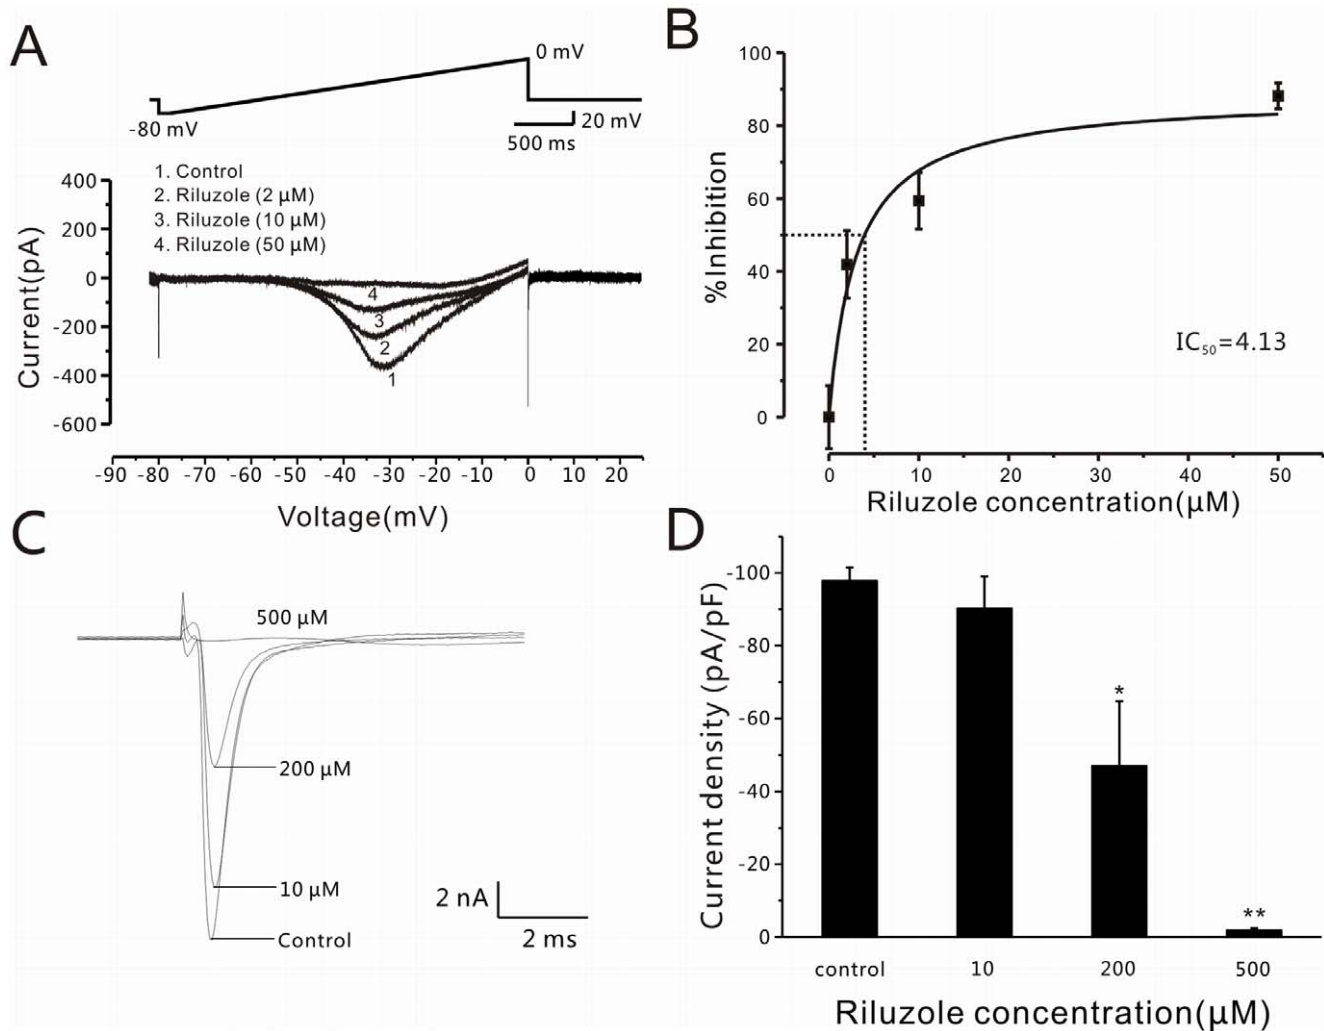 A
0 mV
-80 mV
20 mV
500 ms
1. Control
2. Riluzole (2 µM)
3. Riluzole (10 µM)
4. Riluzole (50 µM)
400
200
0
-200
-400
-600
Current(pA)
4
3
2
1
-90 -80 -70 -60 -50 -40 -30 -20 -10 0 10 20
Voltage(mV)
B
100
80
60
40
20
0
%Inhibition
IC50=4.13
0 10 20 30 40 50
Riluzole concentration(µM)
C
500 µM
200 µM
10 µM
Control
2 nA
2 ms
D
-100
-80
-60
-40
-20
0
Current density (pA/pF)
*
**
control 10 200 500
Riluzole concentration(µM)